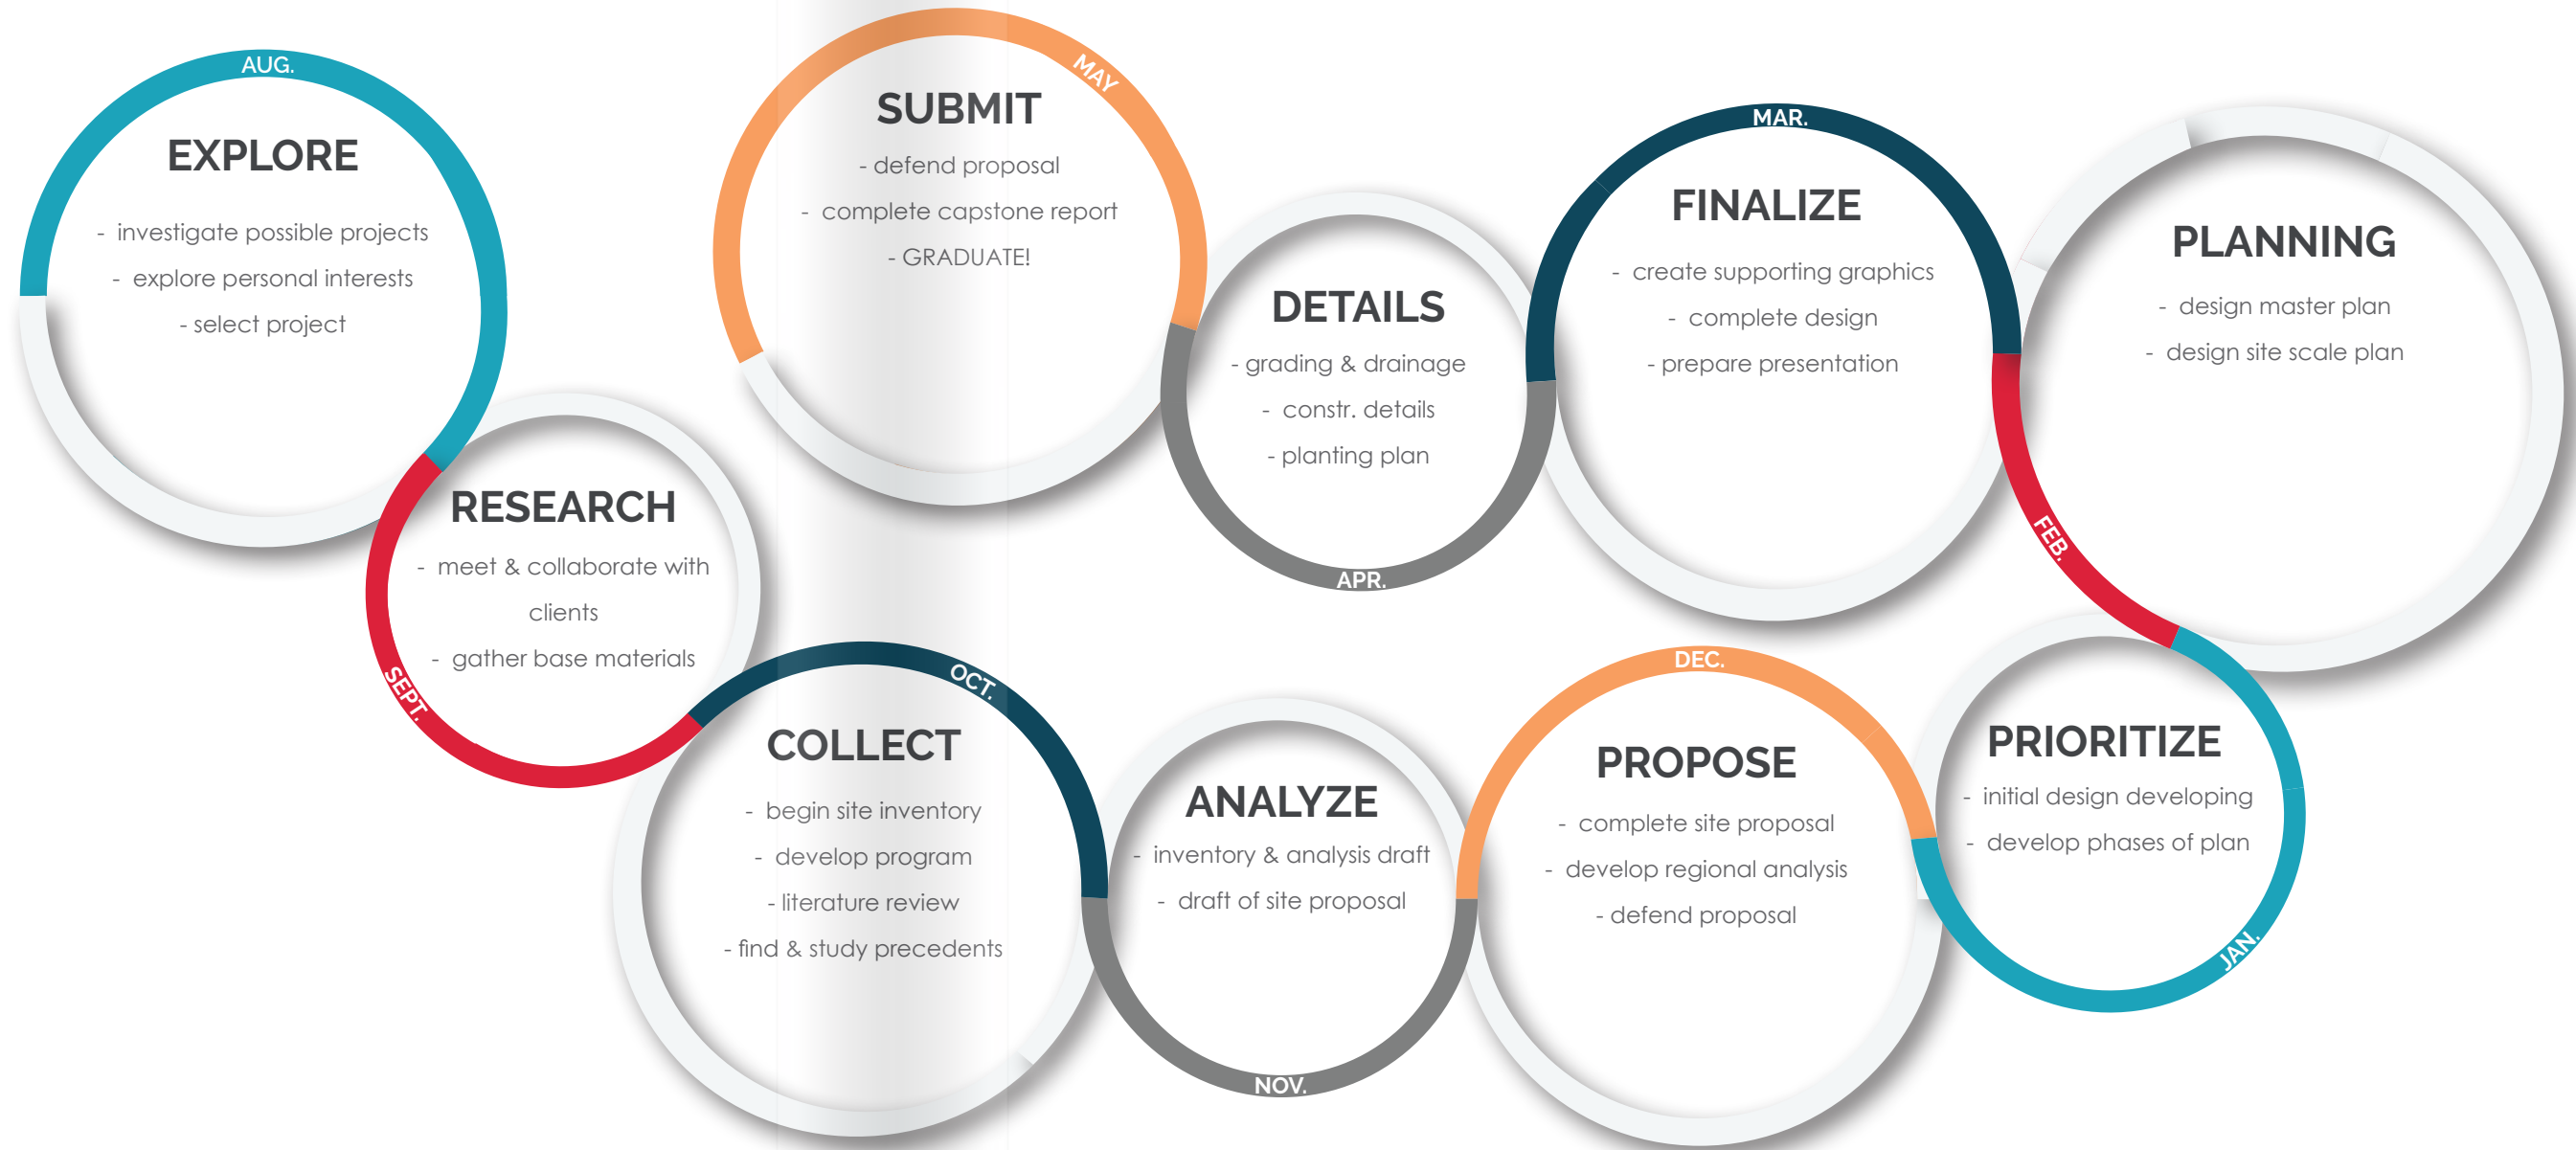 AUG.
EXPLORE
- investigate possible projects
- explore personal interests
- select project
SEPT.
RESEARCH
- meet & collaborate with
clients
- gather base materials
OCT.
COLLECT
- begin site inventory
- develop program
- literature review
- find & study precedents
NOV.
ANALYZE
- inventory & analysis draft
- draft of site proposal
DEC.
PROPOSE
- complete site proposal
- develop regional analysis
- defend proposal
JAN.
PRIORITIZE
- initial design developing
- develop phases of plan
FEB.
PLANNING
- design master plan
- design site scale plan
MAR.
FINALIZE
- create supporting graphics
- complete design
- prepare presentation
APR.
DETAILS
- grading & drainage
- constr. details
- planting plan
MAY
SUBMIT
- defend proposal
- complete capstone report
- GRADUATE!